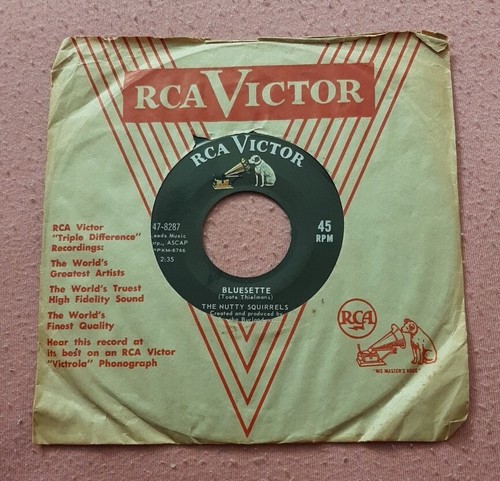 RCA VICTOR
RCA VICTOR
47-8287
45
RPM
ASCAP
2:35
BLUESETTE
(Toots Thielmans)
THE NUTTY SQUIRRELS
Created and produced by
RCA Victor
"Triple Difference"
Recordings:
The World's
Greatest Artists
The World's Truest
High Fidelity Sound
The World's
Finest Quality
Hear this record at
its best on an RCA Victor
"Victrola" Phonograph
RCA
"HIS MASTER'S VOICE"